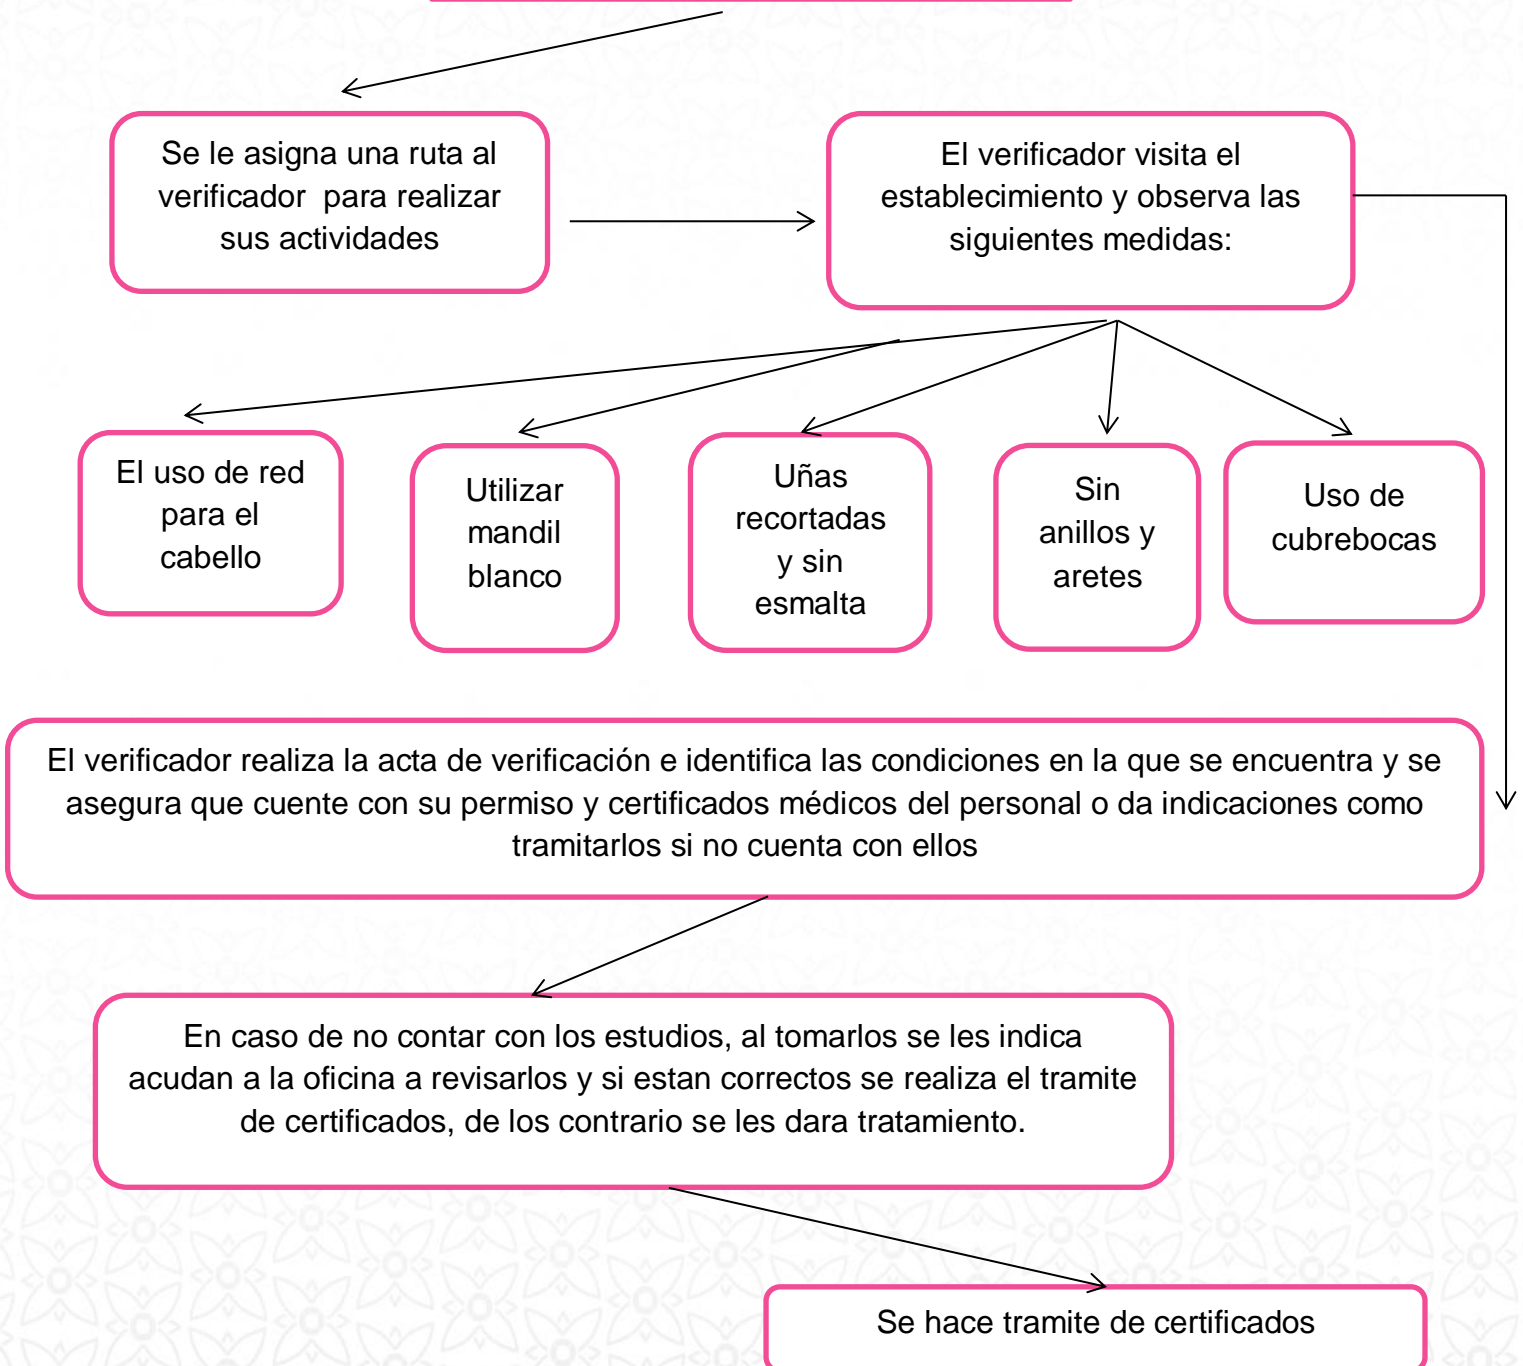 Se le asigna una ruta al
verificador  para realizar
sus actividades
El verificador visita el
establecimiento y observa las
siguientes medidas:
El uso de red
para el
cabello
Utilizar
mandil
blanco
Uñas
recortadas
y sin
esmalta
Sin
anillos y
aretes
Uso de
cubrebocas
El verificador realiza la acta de verificación e identifica las condiciones en la que se encuentra y se
asegura que cuente con su permiso y certificados médicos del personal o da indicaciones como
tramitarlos si no cuenta con ellos
En caso de no contar con los estudios, al tomarlos se les indica
acudan a la oficina a revisarlos y si estan correctos se realiza el tramite
de certificados, de los contrario se les dara tratamiento.
Se hace tramite de certificados